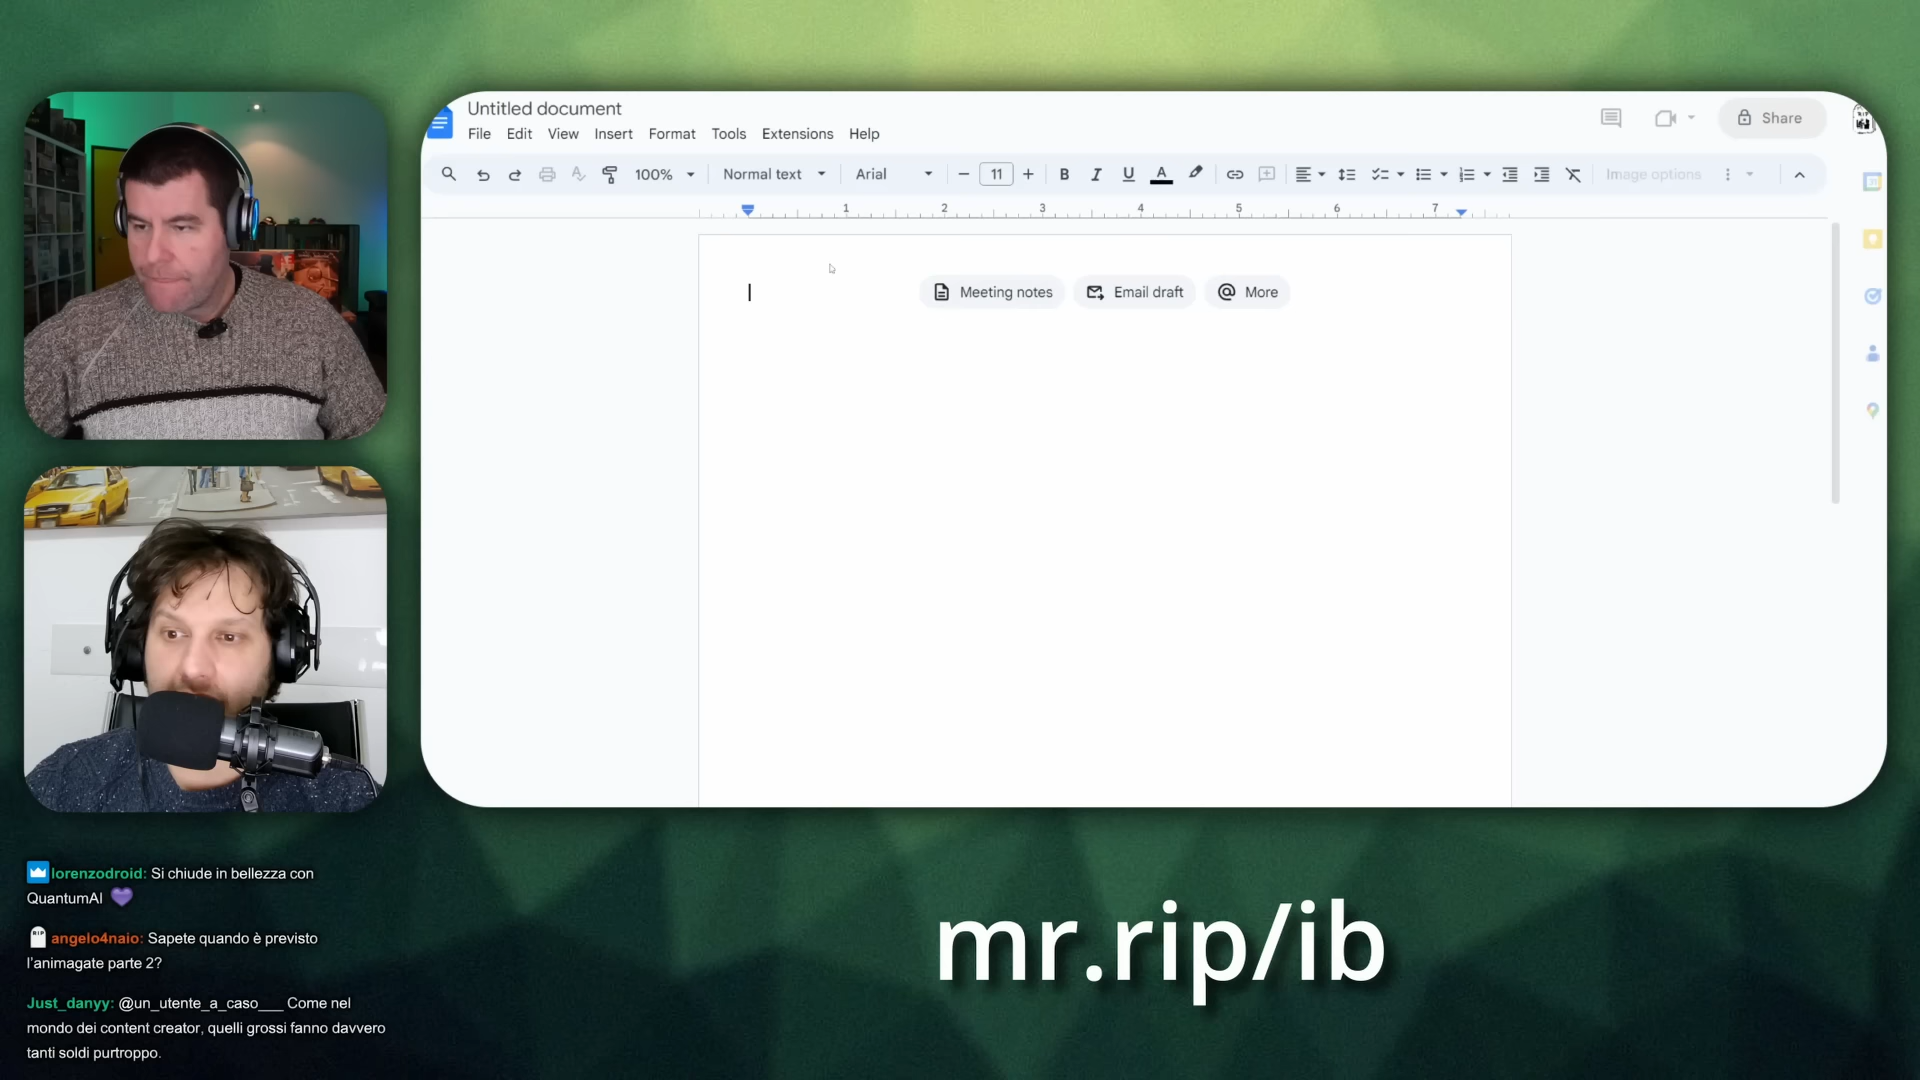 Untitled document
File Edit View Insert Format Tools Extensions Help
Share
100% Normal text Arial 11 B I U A Image options
1 2 3 4 5 6 7
Meeting notes Email draft @ More
lorenzodroid: Si chiude in bellezza con
QuantumAI
angelo4naio: Sapete quando è previsto
l'animagate parte 2?
Just_danyy: @un_utente_a_caso___ Come nel
mondo dei content creator, quelli grossi fanno davvero
tanti soldi purtroppo.
mr.rip/ib